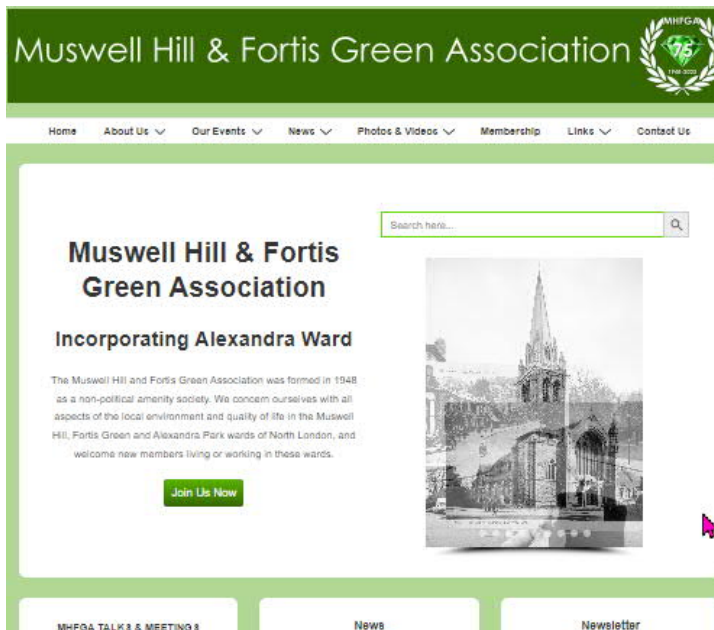 Muswell Hill & Fortis Green Association
MHFGA
75
Home About Us Our Events News Photos & Videos Membership Links Contact Us
Search here...
Muswell Hill & Fortis
Green Association
Incorporating Alexandra Ward
The Muswell Hill and Fortis Green Association was formed in 1948
as a non-political amenity society. We concern ourselves with all
aspects of the local environment and quality of life in the Muswell
Hill, Fortis Green and Alexandra Park wards of North London, and
welcome new members living or working in these wards.
Join Us Now
MHFGA TALKS & MEETINGS
News
Newsletter